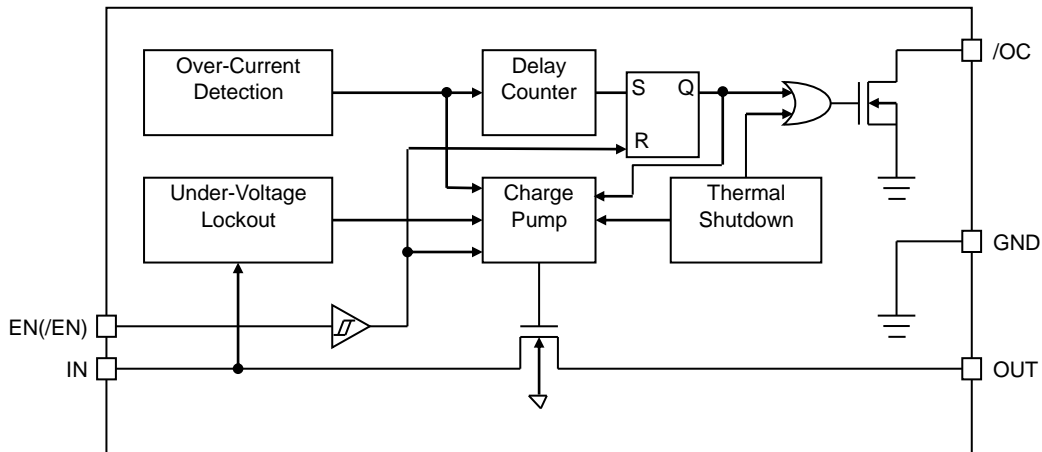 Over-Current
Detection
Delay
Counter
S Q
R
/OC
Under-Voltage
Lockout
Charge
Pump
Thermal
Shutdown
GND
EN(/EN)
IN
OUT